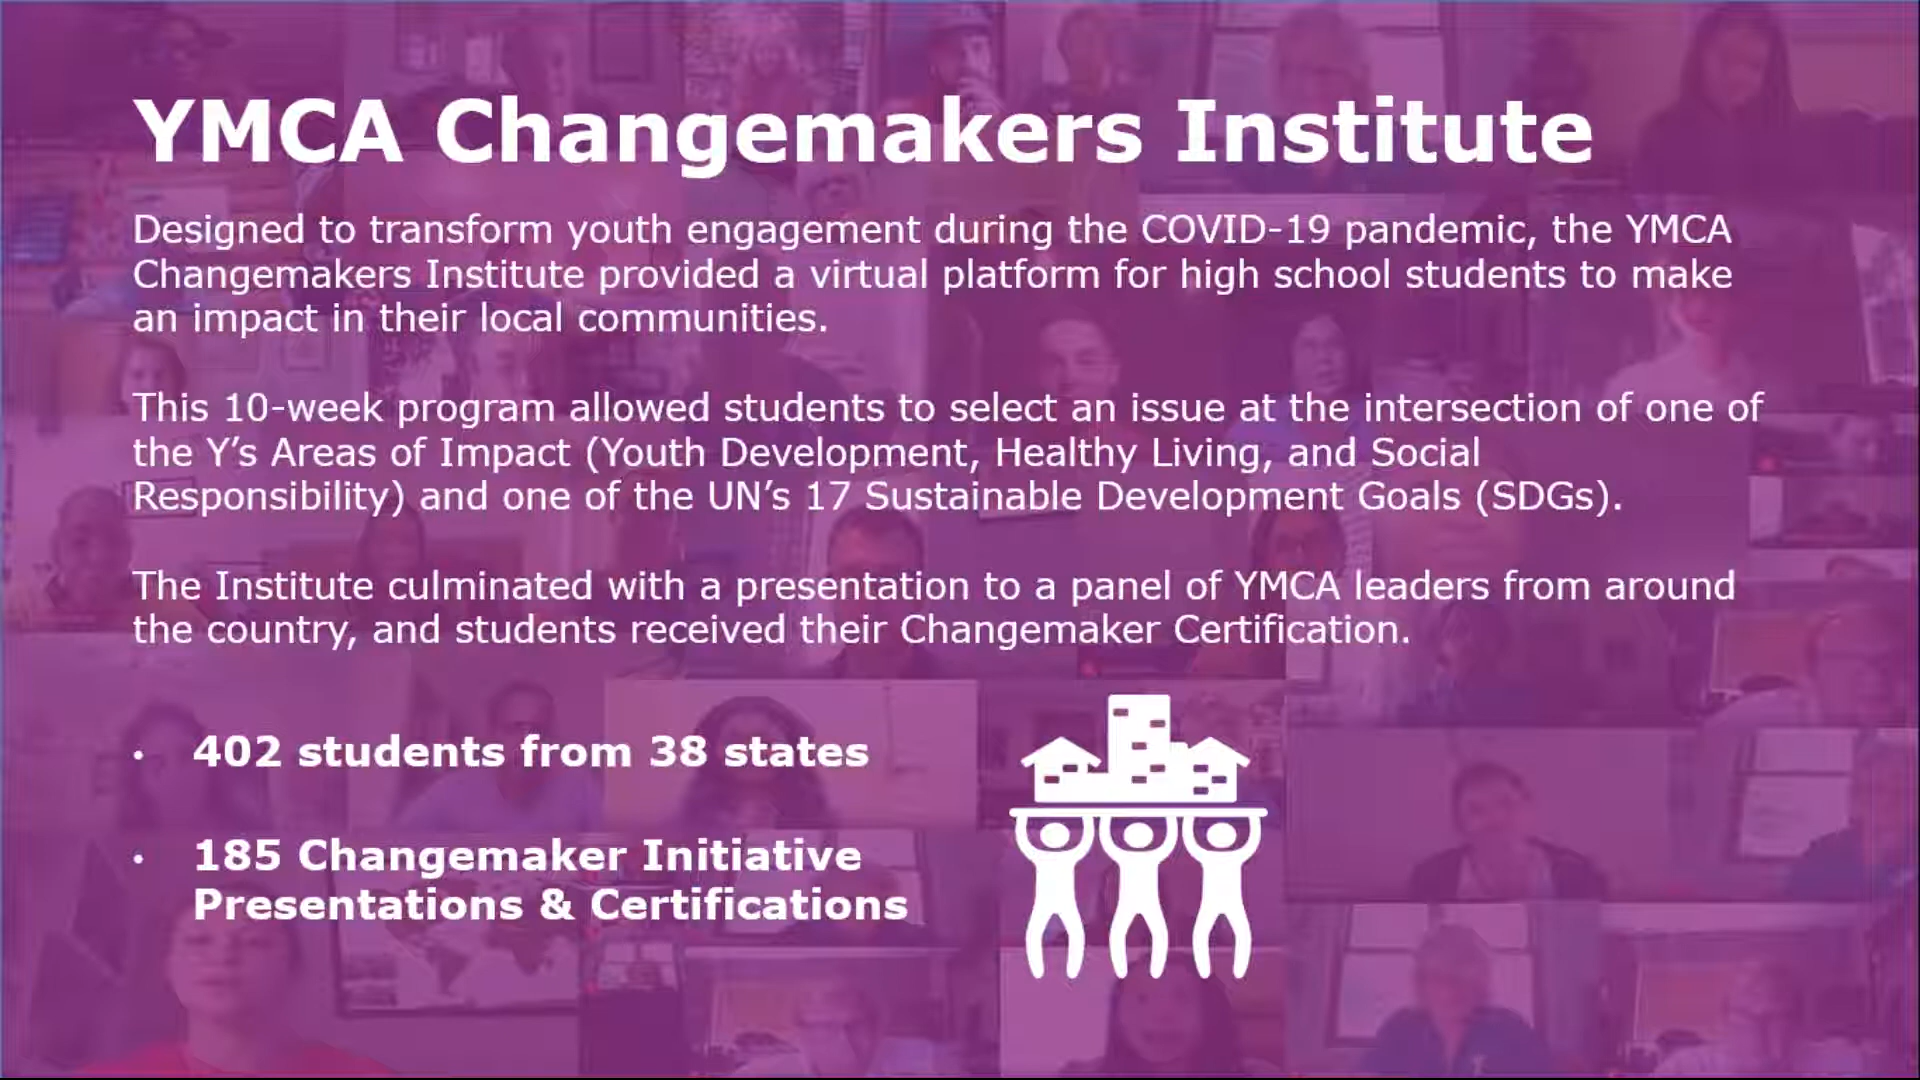 YMCA Changemakers Institute
Designed to transform youth engagement during the COVID-19 pandemic, the YMCA
Changemakers Institute provided a virtual platform for high school students to make
an impact in their local communities.
This 10-week program allowed students to select an issue at the intersection of one of
the Y’s Areas of Impact (Youth Development, Healthy Living, and Social
Responsibility) and one of the UN’s 17 Sustainable Development Goals (SDGs).
The Institute culminated with a presentation to a panel of YMCA leaders from around
the country, and students received their Changemaker Certification.
• 402 students from 38 states
• 185 Changemaker Initiative
Presentations & Certifications